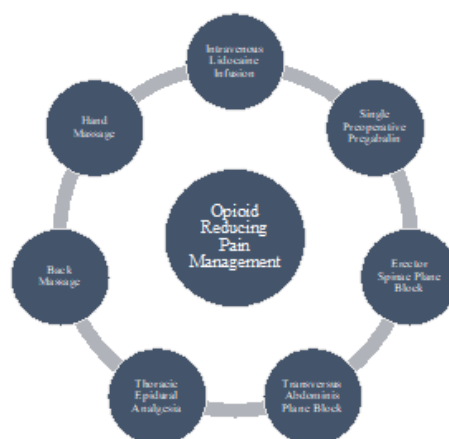 Intravenous
Lidocaine
Infusion
Single
Preoperative
Pregabalin
Erector
Spinae Plane
Block
Transversus
Abdominis
Plane Block
Thoracic
Epidural
Analgesia
Back
Massage
Hand
Massage
Opioid
Reducing
Pain
Management